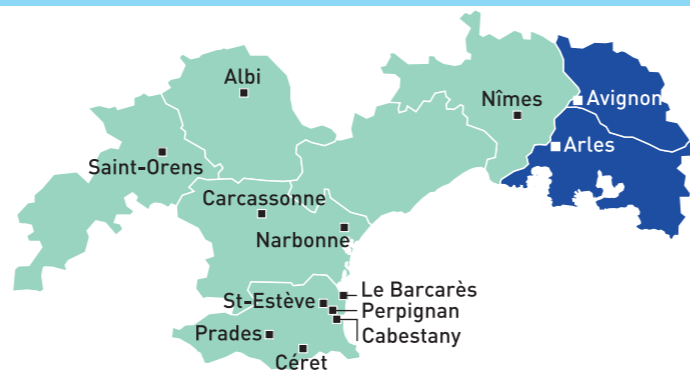 Albi
Nîmes
Avignon
Arles
Saint-Orens
Carcassonne
Narbonne
Le Barcarès
St-Estève
Perpignan
Prades
Cabestany
Céret